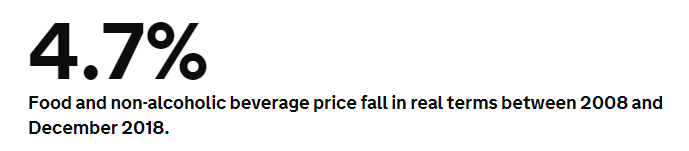 4.7%
Food and non-alcoholic beverage price fall in real terms between 2008 and
December 2018.